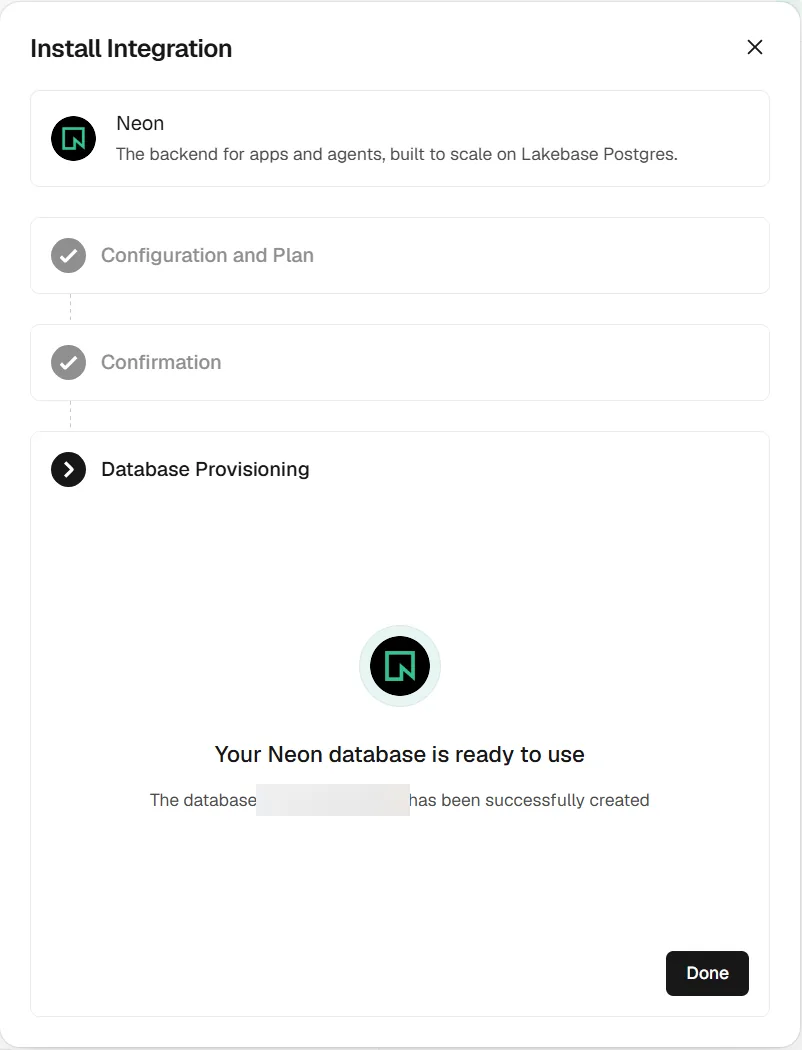 Install Integration
Neon
The backend for apps and agents, built to scale on Lakebase Postgres.
Configuration and Plan
Confirmation
Database Provisioning
Your Neon database is ready to use
The database has been successfully created
Done